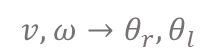 v, ω → θ_r, θ_l